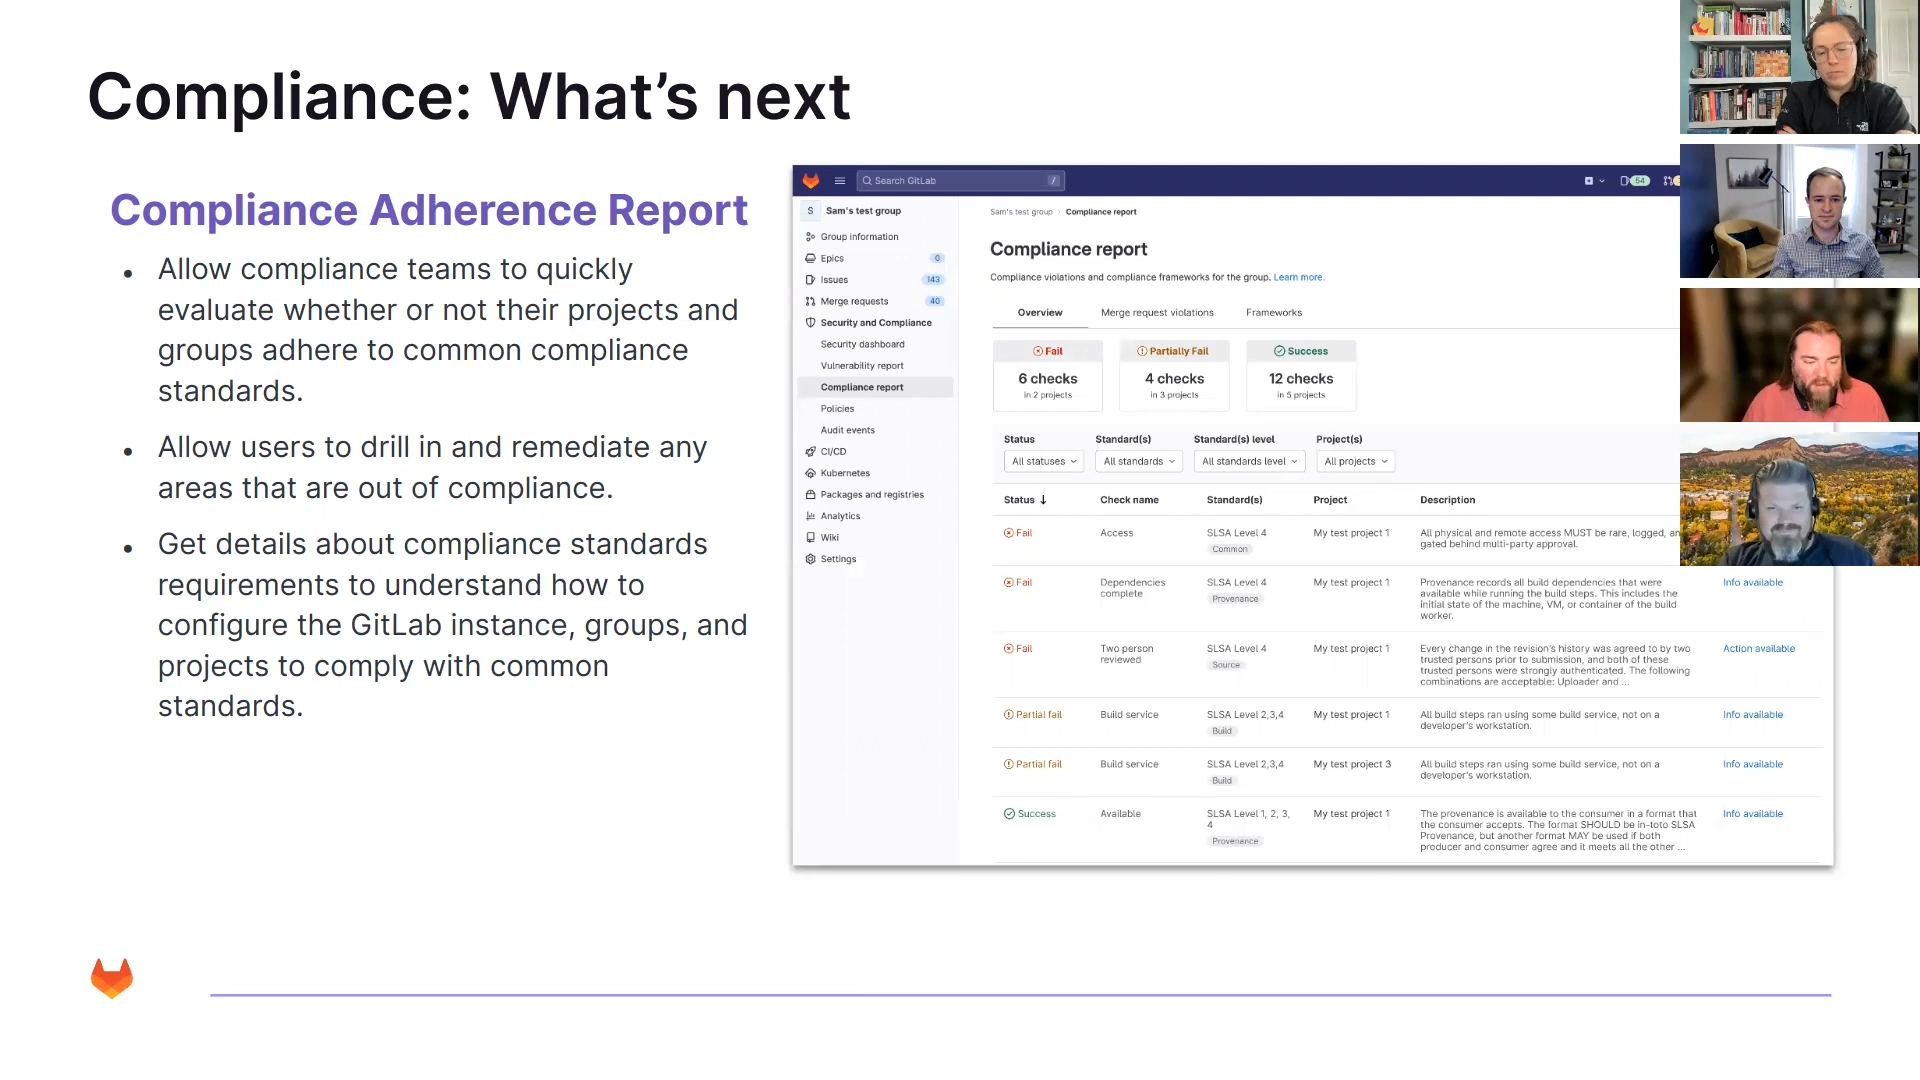 Compliance: What's next
Compliance Adherence Report
• Allow compliance teams to quickly
evaluate whether or not their projects and
groups adhere to common compliance
standards.
• Allow users to drill in and remediate any
areas that are out of compliance.
• Get details about compliance standards
requirements to understand how to
configure the GitLab instance, groups, and
projects to comply with common
standards.
Search GitLab /
54
S Sam's test group
Group information
Epics 0
Issues 143
Merge requests 40
Security and Compliance
Security dashboard
Vulnerability report
Compliance report
Policies
Audit events
CI/CD
Kubernetes
Packages and registries
Analytics
Wiki
Settings
Sam's test group › Compliance report
Compliance report
Compliance violations and compliance frameworks for the group. Learn more.
Overview Merge request violations Frameworks
Fail Partially Fail Success
6 checks 4 checks 12 checks
in 2 projects in 3 projects in 5 projects
Status Standard(s) Standard(s) level Project(s)
All statuses All standards All standards level All projects
Status ↓ Check name Standard(s) Project Description
Fail Access SLSA Level 4 My test project 1 All physical and remote access MUST be rare, logged, an
Common gated behind multi-party approval.
Fail Dependencies SLSA Level 4 My test project 1 Provenance records all build dependencies that were Info available
complete Provenance available while running the build steps. This includes the
initial state of the machine, VM, or container of the build
worker.
Fail Two person SLSA Level 4 My test project 1 Every change in the revision's history was agreed to by two Action available
reviewed Source trusted persons prior to submission, and both of these
trusted persons were strongly authenticated. The following
combinations are acceptable: Uploader and ...
Partial fail Build service SLSA Level 2,3,4 My test project 1 All build steps ran using some build service, not on a Info available
Build developer's workstation.
Partial fail Build service SLSA Level 2,3,4 My test project 3 All build steps ran using some build service, not on a Info available
Build developer's workstation.
Success Available SLSA Level 1, 2, 3, My test project 1 The provenance is available to the consumer in a format that Info available
4 the consumer accepts. The format SHOULD be in-toto SLSA
Provenance Provenance, but another format MAY be used if both
producer and consumer agree and it meets all the other ...